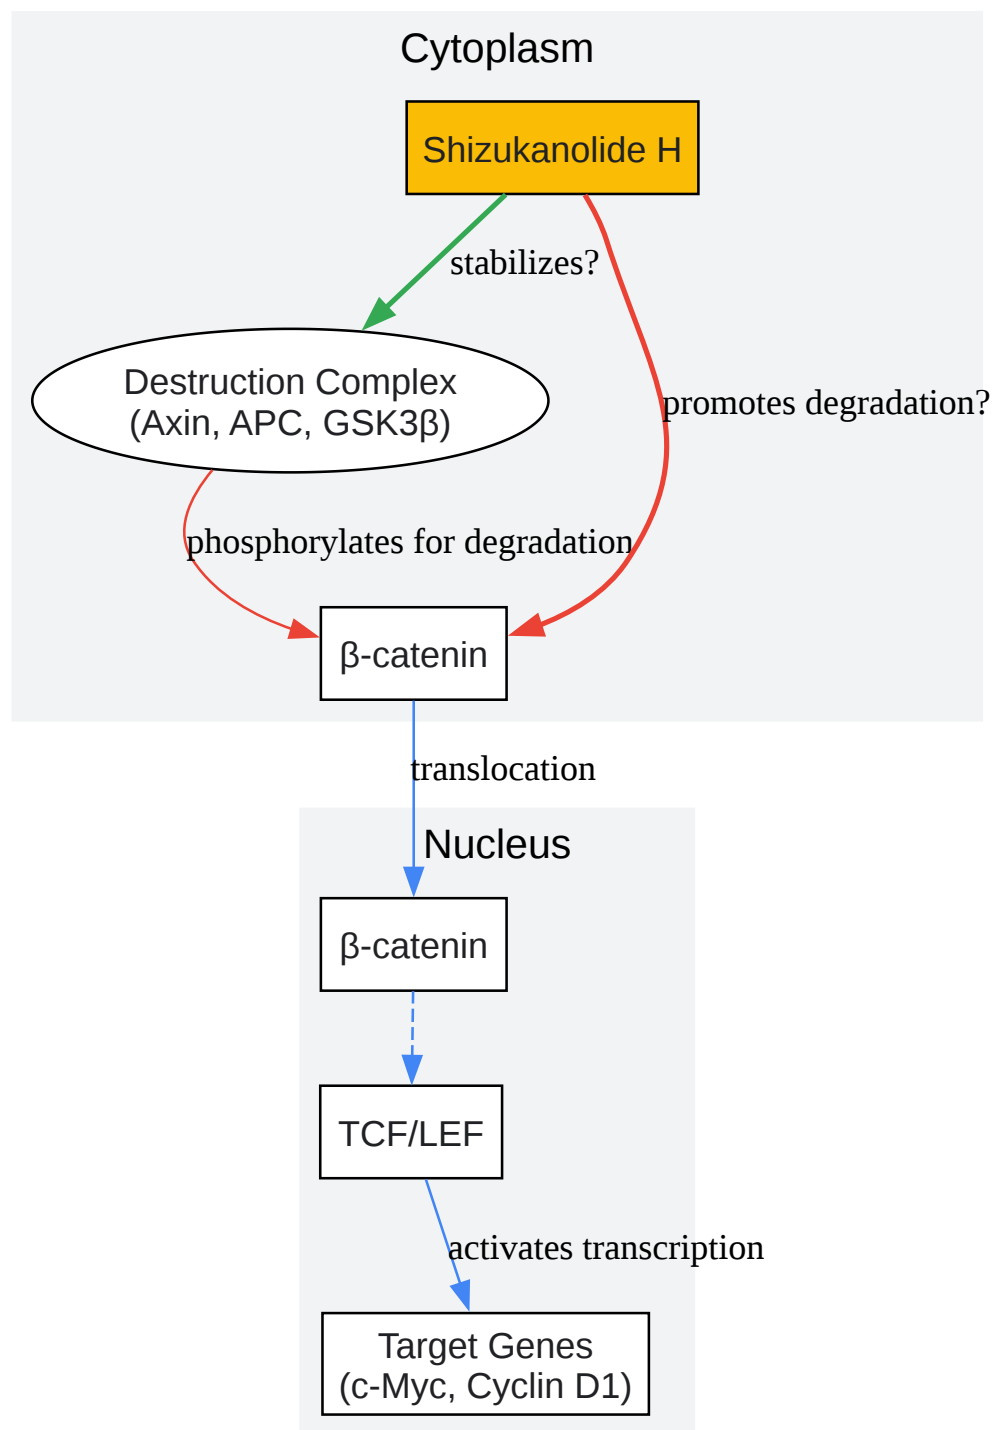 Cytoplasm
Shizukanolide H
stabilizes?
Destruction Complex
(Axin, APC, GSK3β)
promotes degradation?
phosphorylates for degradation
β-catenin
translocation
Nucleus
β-catenin
TCF/LEF
activates transcription
Target Genes
(c-Myc, Cyclin D1)